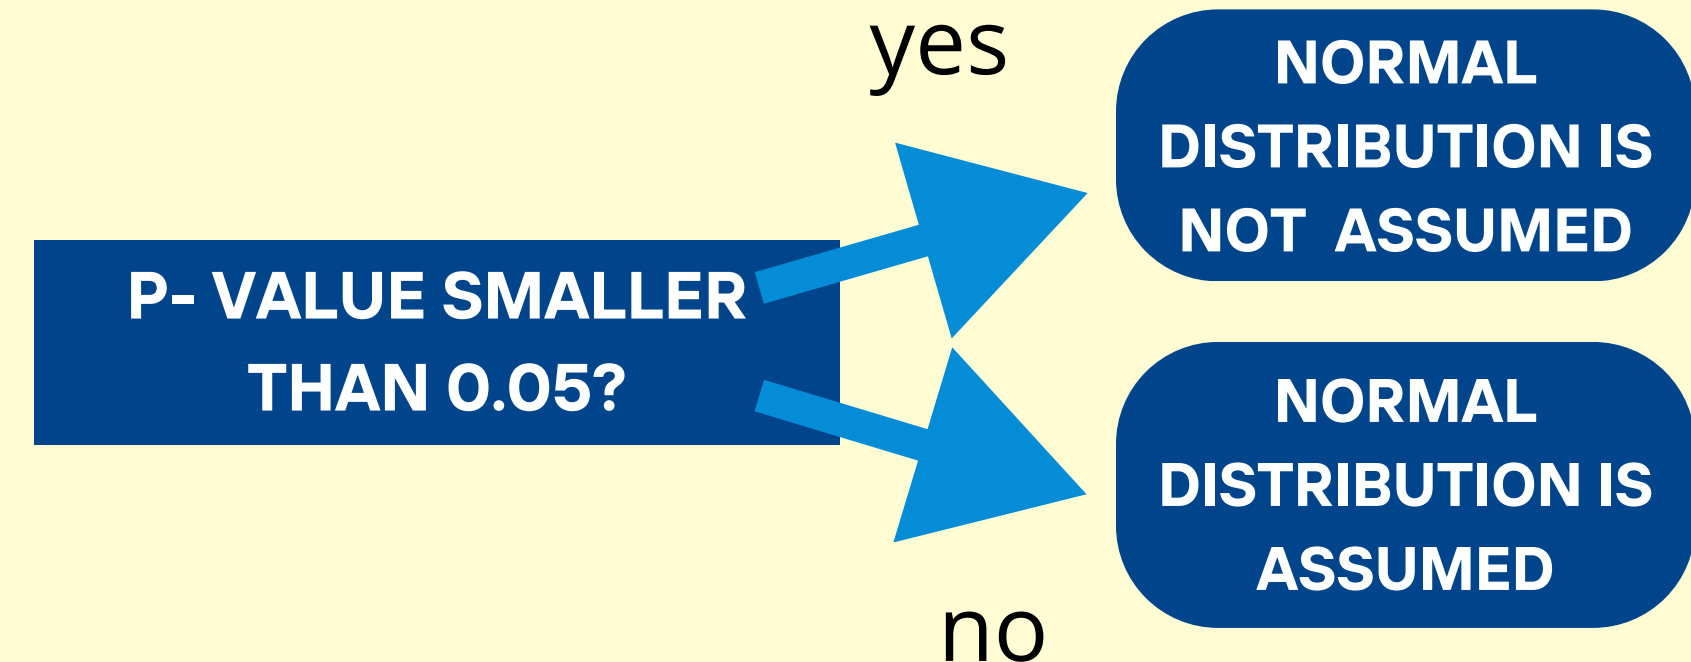 yes
NORMAL
DISTRIBUTION IS
NOT ASSUMED
P- VALUE SMALLER
THAN 0.05?
NORMAL
DISTRIBUTION IS
ASSUMED
no